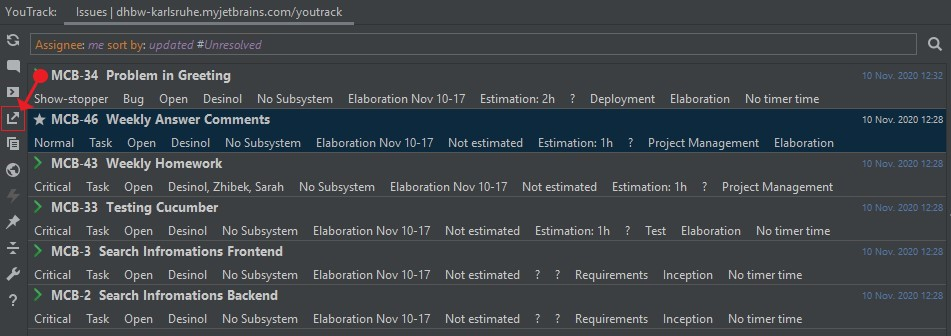 YouTrack: Issues | dhbw-karlsruhe.myjetbrains.com/youtrack
Assignee: me sort by: updated #Unresolved
MCB-34 Problem in Greeting 10 Nov. 2020 12:32
Show-stopper Bug Open Desinol No Subsystem Elaboration Nov 10-17 Estimation: 2h ? Deployment Elaboration No timer time
MCB-46 Weekly Answer Comments 10 Nov. 2020 12:28
Normal Task Open Desinol No Subsystem Elaboration Nov 10-17 Not estimated Estimation: 1h ? Project Management Elaboration
MCB-43 Weekly Homework 10 Nov. 2020 12:28
Critical Task Open Desinol, Zhibek, Sarah No Subsystem Elaboration Nov 10-17 Not estimated Estimation: 1h ? Project Management
MCB-33 Testing Cucumber 10 Nov. 2020 12:28
Critical Task Open Desinol No Subsystem Elaboration Nov 10-17 Not estimated Estimation: 1h ? Test Elaboration No timer time
MCB-3 Search Infromations Frontend 10 Nov. 2020 12:28
Critical Task Open Desinol No Subsystem Elaboration Nov 10-17 Not estimated ? ? Requirements Inception No timer time
MCB-2 Search Infromations Backend 10 Nov. 2020 12:28
Critical Task Open Desinol No Subsystem Elaboration Nov 10-17 Not estimated ? ? Requirements Inception No timer time